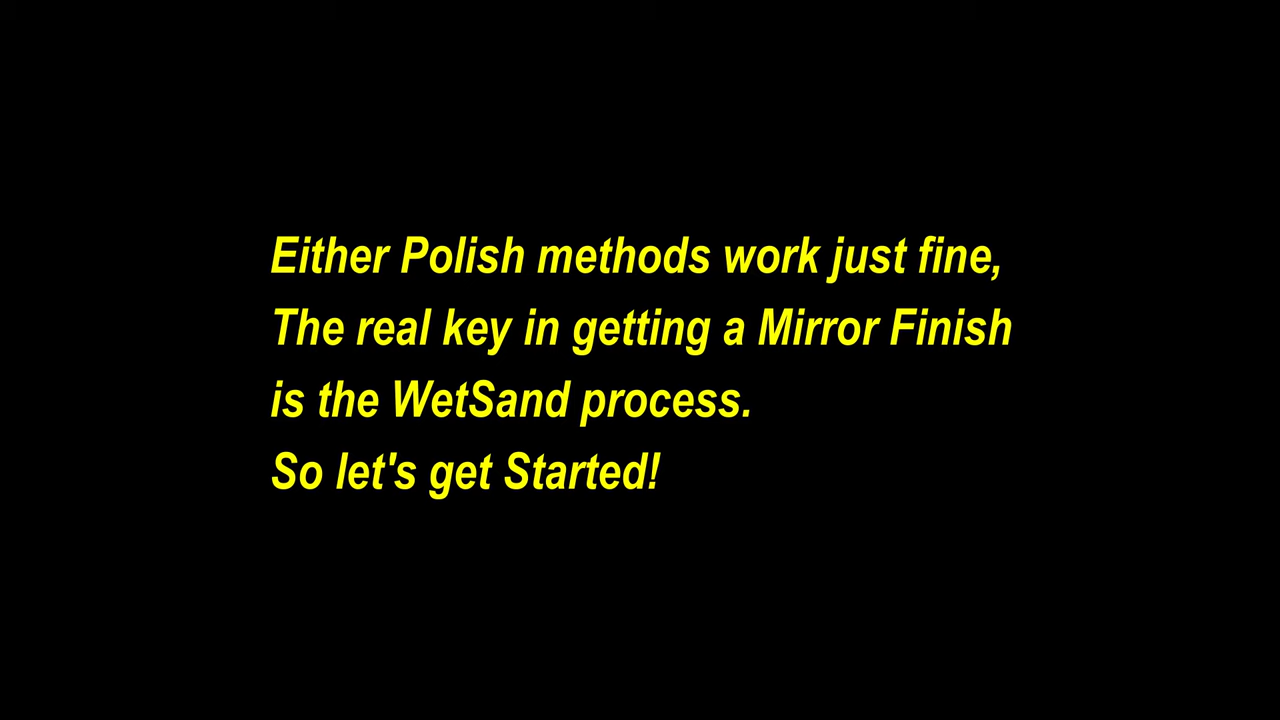 Either Polish methods work just fine,
The real key in getting a Mirror Finish
is the WetSand process.
So let's get Started!